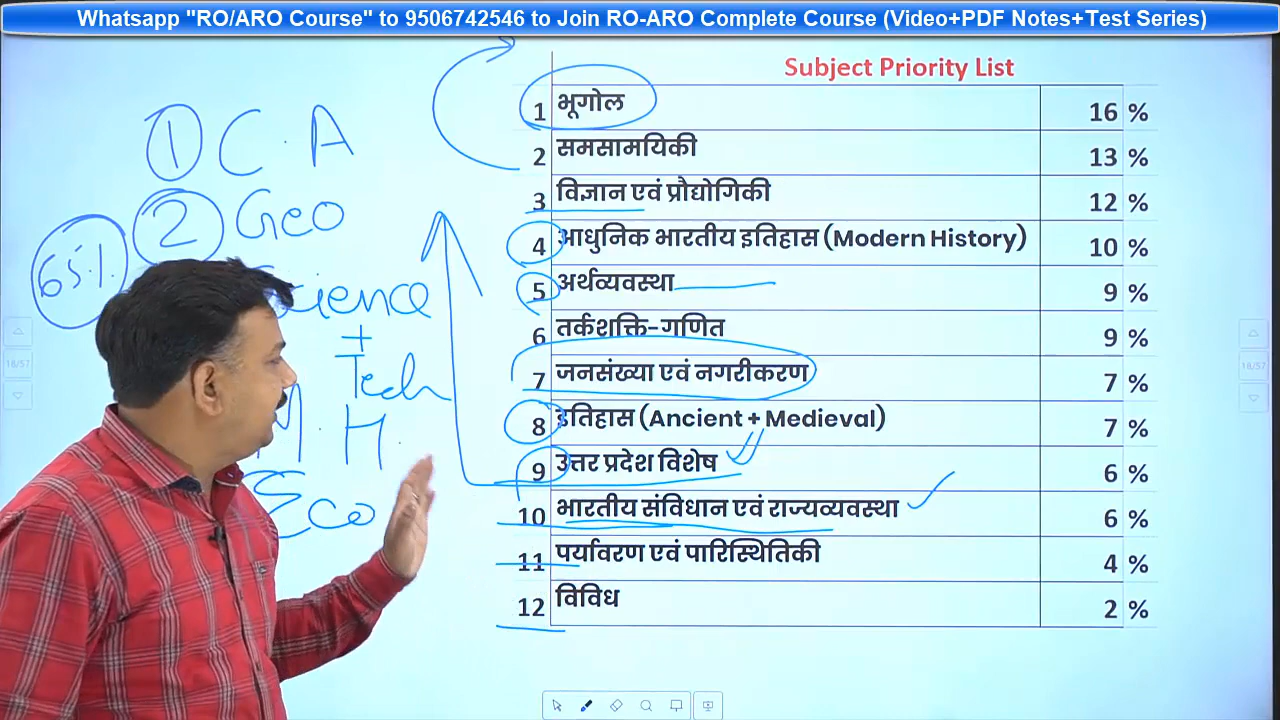 Whatsapp "RO/ARO Course" to 9506742546 to Join RO-ARO Complete Course (Video+PDF Notes+Test Series)
Subject Priority List
1 भूगोल 16 %
2 समसामयिकी 13 %
3 विज्ञान एवं प्रौद्योगिकी 12 %
4 आधुनिक भारतीय इतिहास (Modern History) 10 %
5 अर्थव्यवस्था 9 %
6 तर्कशक्ति-गणित 9 %
7 जनसंख्या एवं नगरीकरण 7 %
8 इतिहास (Ancient + Medieval) 7 %
9 उत्तर प्रदेश विशेष 6 %
10 भारतीय संविधान एवं राज्यव्यवस्था 6 %
11 पर्यावरण एवं पारिस्थितिकी 4 %
12 विविध 2 %
1 C.A
2 Geo
65%
+
Tech
M.H.
Eco
18/57
18/57